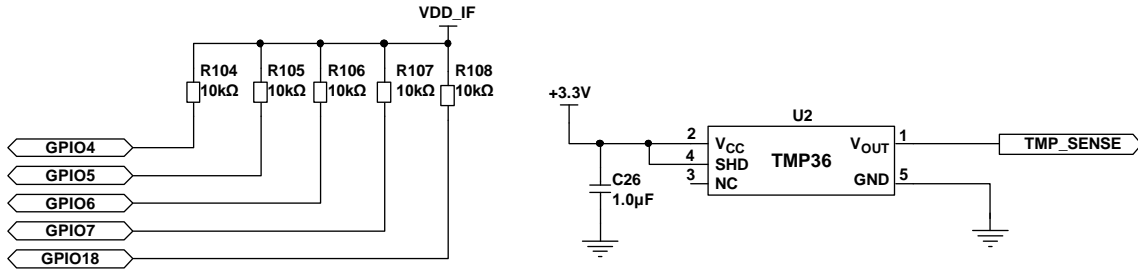 VDD_IF
R104
10kΩ
R105
10kΩ
R106
10kΩ
R107
10kΩ
R108
10kΩ
GPIO4
GPIO5
GPIO6
GPIO7
GPIO18
+3.3V
C26
1.0µF
U2
TMP36
2
VCC
4
SHD
3
NC
VOUT
1
GND
5
TMP_SENSE